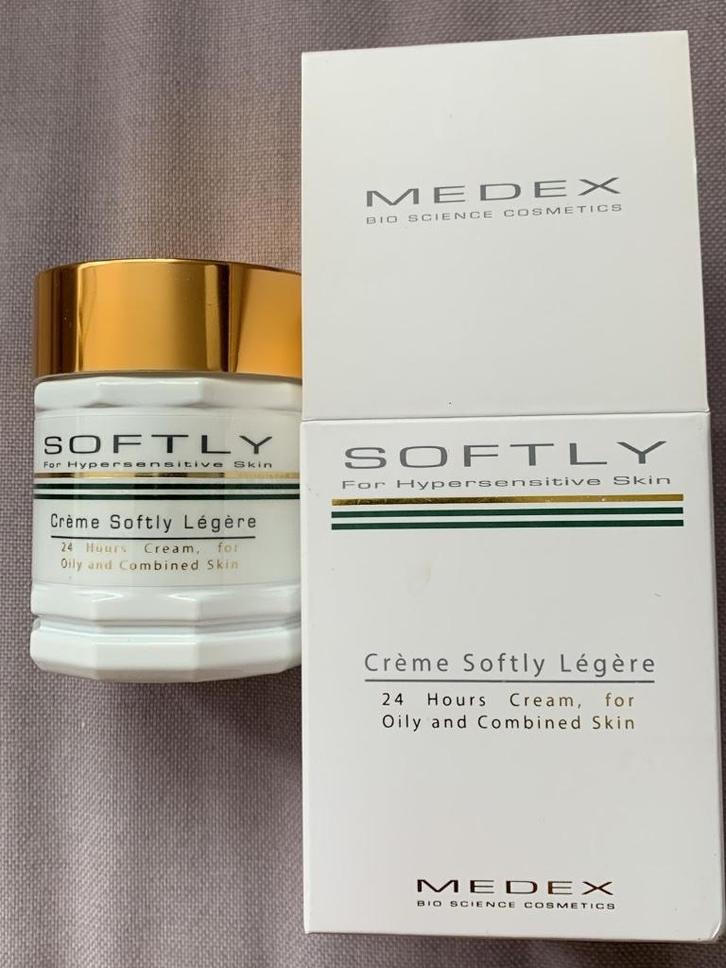 MEDEX
BIO SCIENCE COSMETICS
SOFTLY
For Hypersensitive Skin
Crème Softly Légère
24 Hours Cream, for
Oily and Combined Skin
SOFTLY
For Hypersensitive Skin
Crème Softly Légère
24 Hours Cream, for
Oily and Combined Skin
MEDEX
BIO SCIENCE COSMETICS